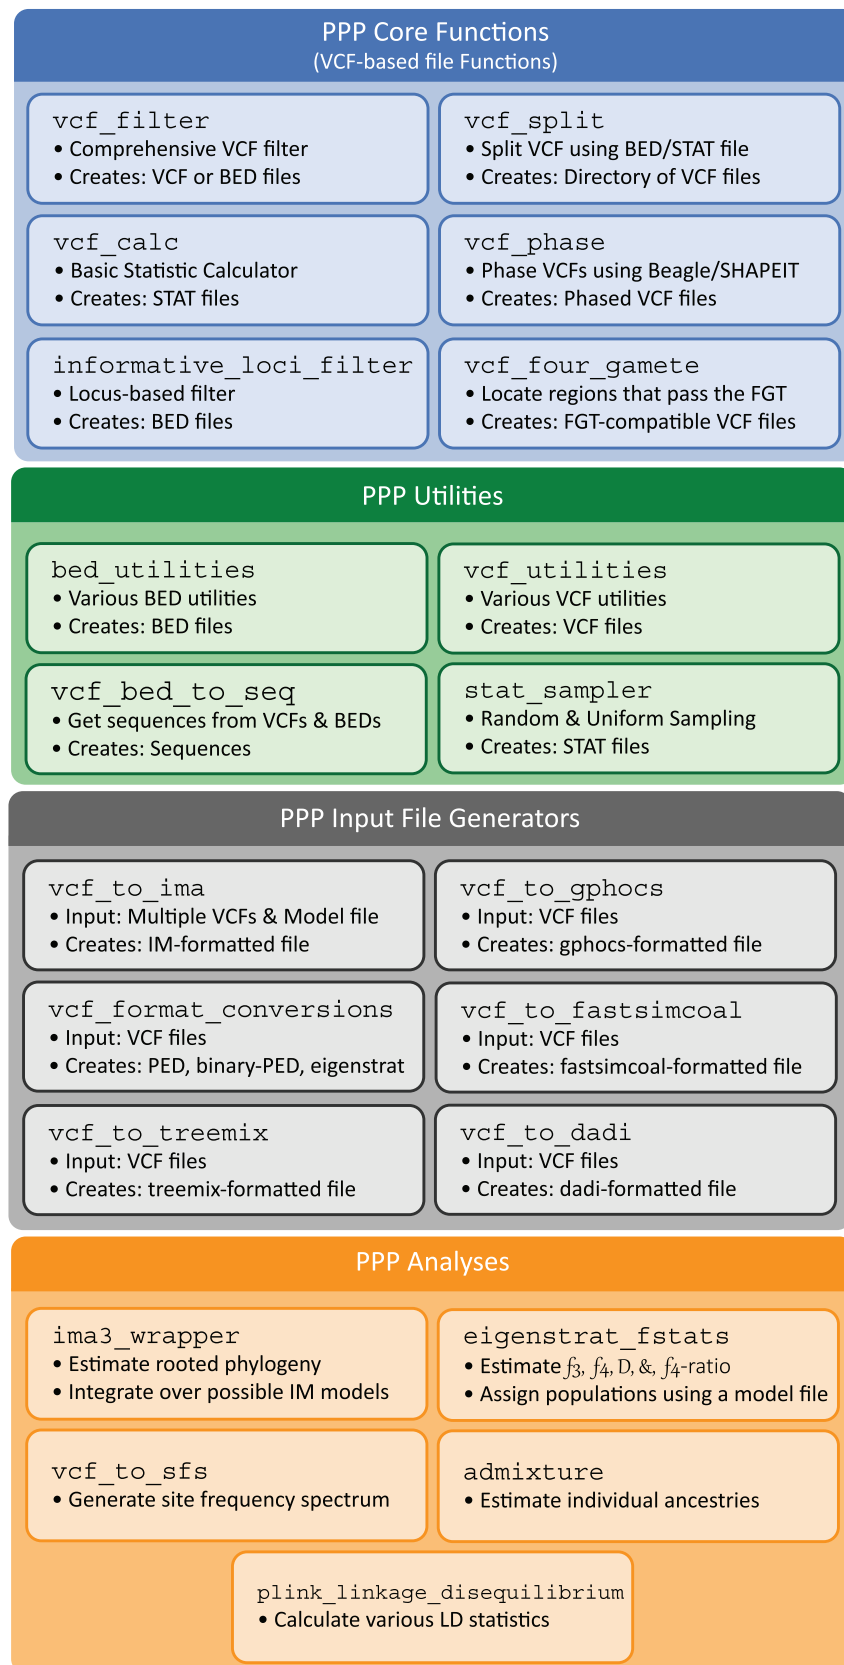 PPP Core Functions
(VCF-based file Functions)
vcf_filter
• Comprehensive VCF filter
• Creates: VCF or BED files
vcf_split
• Split VCF using BED/STAT file
• Creates: Directory of VCF files
vcf_calc
• Basic Statistic Calculator
• Creates: STAT files
vcf_phase
• Phase VCFs using Beagle/SHAPEIT
• Creates: Phased VCF files
informative_loci_filter
• Locus-based filter
• Creates: BED files
vcf_four_gamete
• Locate regions that pass the FGT
• Creates: FGT-compatible VCF files
PPP Utilities
bed_utilities
• Various BED utilities
• Creates: BED files
vcf_utilities
• Various VCF utilities
• Creates: VCF files
vcf_bed_to_seq
• Get sequences from VCFs & BEDs
• Creates: Sequences
stat_sampler
• Random & Uniform Sampling
• Creates: STAT files
PPP Input File Generators
vcf_to_ima
• Input: Multiple VCFs & Model file
• Creates: IM-formatted file
vcf_to_gphocs
• Input: VCF files
• Creates: gphocs-formatted file
vcf_format_conversions
• Input: VCF files
• Creates: PED, binary-PED, eigenstrat
vcf_to_fastsimcoal
• Input: VCF files
• Creates: fastsimcoal-formatted file
vcf_to_treemix
• Input: VCF files
• Creates: treemix-formatted file
vcf_to_dadi
• Input: VCF files
• Creates: dadi-formatted file
PPP Analyses
ima3_wrapper
• Estimate rooted phylogeny
• Integrate over possible IM models
eigenstrat_fstats
• Estimate f3, f4, D, &, f4-ratio
• Assign populations using a model file
vcf_to_sfs
• Generate site frequency spectrum
admixture
• Estimate individual ancestries
plink_linkage_disequilibrium
• Calculate various LD statistics